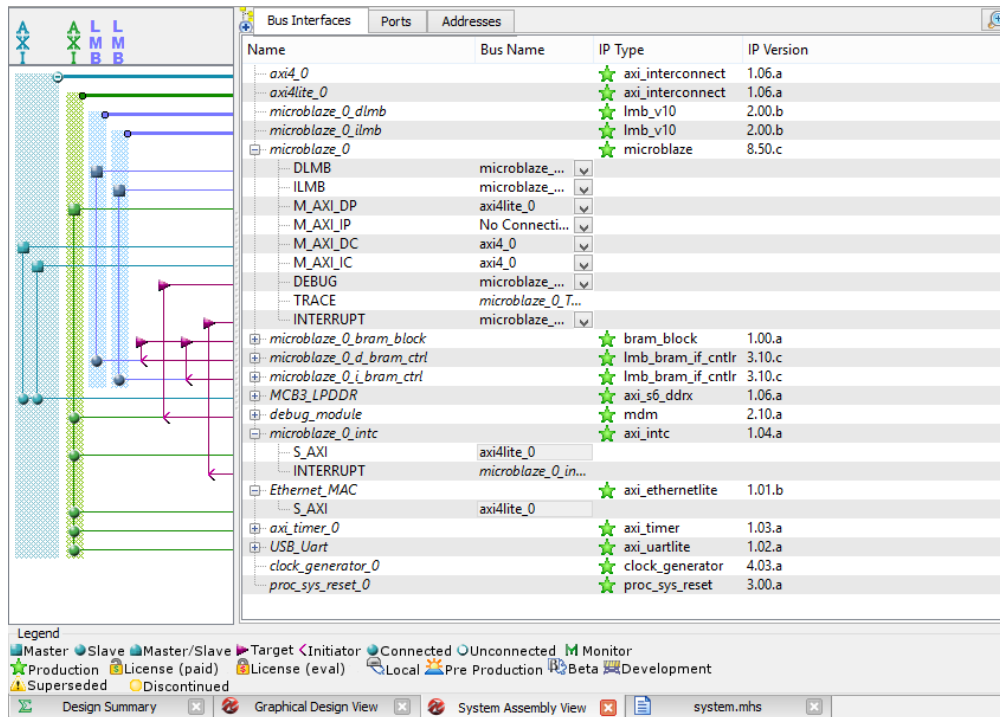 A X I
A X I
L M B
L M B
Bus Interfaces Ports Addresses
Name Bus Name IP Type IP Version
axi4_0 axi_interconnect 1.06.a
axi4lite_0 axi_interconnect 1.06.a
microblaze_0_dlmb lmb_v10 2.00.b
microblaze_0_ilmb lmb_v10 2.00.b
microblaze_0 microblaze 8.50.c
DLMB microblaze_...
ILMB microblaze_...
M_AXI_DP axi4lite_0
M_AXI_IP No Connecti...
M_AXI_DC axi4_0
M_AXI_IC axi4_0
DEBUG microblaze_...
TRACE microblaze_0_T...
INTERRUPT microblaze_...
microblaze_0_bram_block bram_block 1.00.a
microblaze_0_d_bram_ctrl lmb_bram_if_cntlr 3.10.c
microblaze_0_i_bram_ctrl lmb_bram_if_cntlr 3.10.c
MCB3_LPDDR axi_s6_ddrx 1.06.a
debug_module mdm 2.10.a
microblaze_0_intc axi_intc 1.04.a
S_AXI axi4lite_0
INTERRUPT microblaze_0_in...
Ethernet_MAC axi_ethernetlite 1.01.b
S_AXI axi4lite_0
axi_timer_0 axi_timer 1.03.a
USB_Uart axi_uartlite 1.02.a
clock_generator_0 clock_generator 4.03.a
proc_sys_reset_0 proc_sys_reset 3.00.a
Legend
Master Slave Master/Slave Target Initiator Connected Unconnected M Monitor
Production License (paid) License (eval) Local Pre Production Beta Development
Superseded Discontinued
Design Summary Graphical Design View System Assembly View system.mhs